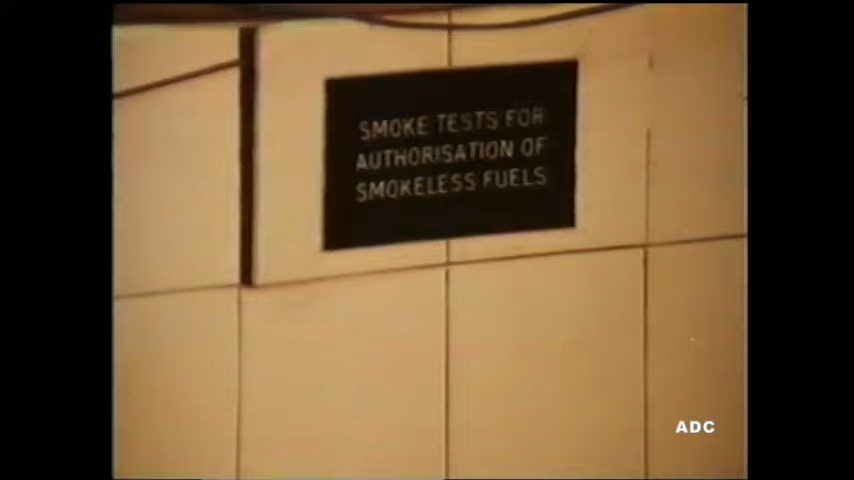 SMOKE TESTS FOR
AUTHORISATION OF
SMOKELESS FUELS
ADC